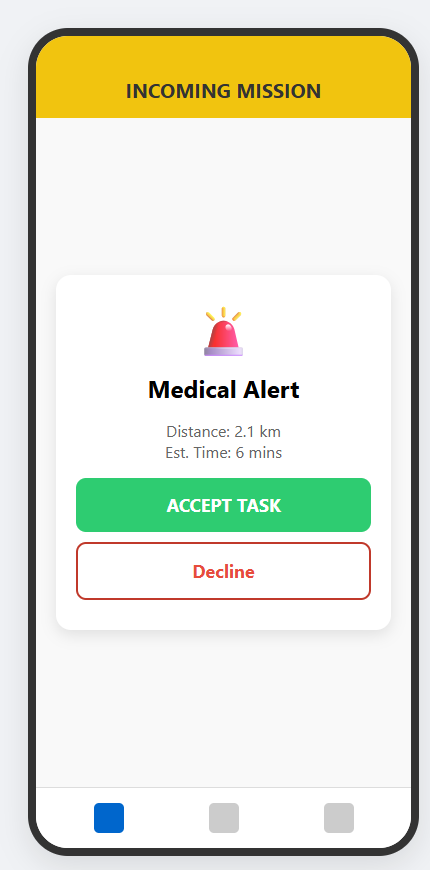 INCOMING MISSION
Medical Alert
Distance: 2.1 km
Est. Time: 6 mins
ACCEPT TASK
Decline